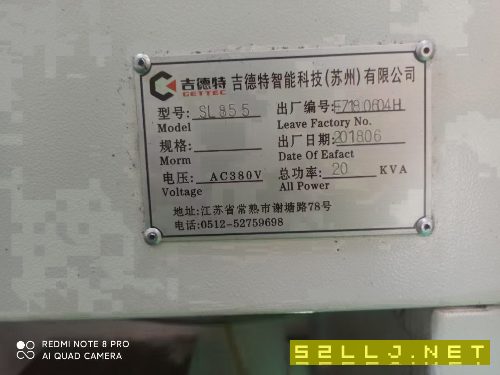 吉德特 吉德特智能科技(苏州)有限公司
GETTEC
型号: SL855 出厂编号: EZ180604H
Model Leave Factory No.
规格: 出厂日期: 201806
Morm Date Of Eafact
电压: AC380V 总功率: 20 KVA
Voltage All Power
地址:江苏省常熟市谢塘路78号
电话:0512-52759698
REDMI NOTE 8 PRO
AI QUAD CAMERA
52LLJ.NET